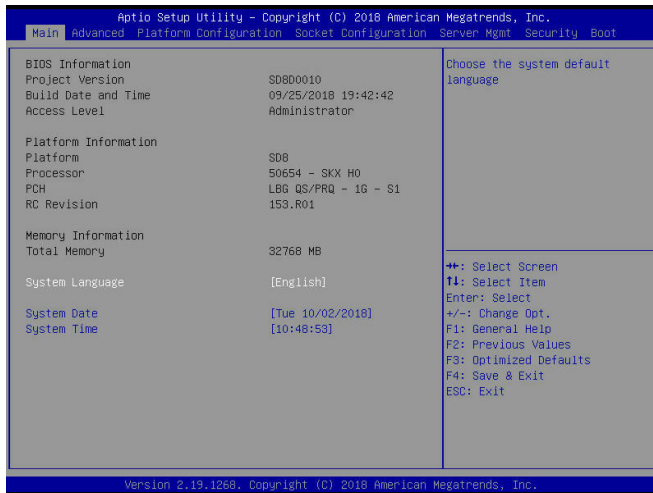 Aptio Setup Utility - Copyright (C) 2018 American Megatrends, Inc.
Main Advanced Platform Configuration Socket Configuration Server Mgmt Security Boot
BIOS Information
Project Version SD8D0010
Build Date and Time 09/25/2018 19:42:42
Access Level Administrator
Platform Information
Platform SD8
Processor 50654 - SKX H0
PCH LBG QS/PRQ - 1G - S1
RC Revision 153.R01
Memory Information
Total Memory 32768 MB
System Language [English]
System Date [Tue 10/02/2018]
System Time [10:48:53]
Choose the system default
language
→←: Select Screen
↑↓: Select Item
Enter: Select
+/-: Change Opt.
F1: General Help
F2: Previous Values
F3: Optimized Defaults
F4: Save & Exit
ESC: Exit
Version 2.19.1268. Copyright (C) 2018 American Megatrends, Inc.